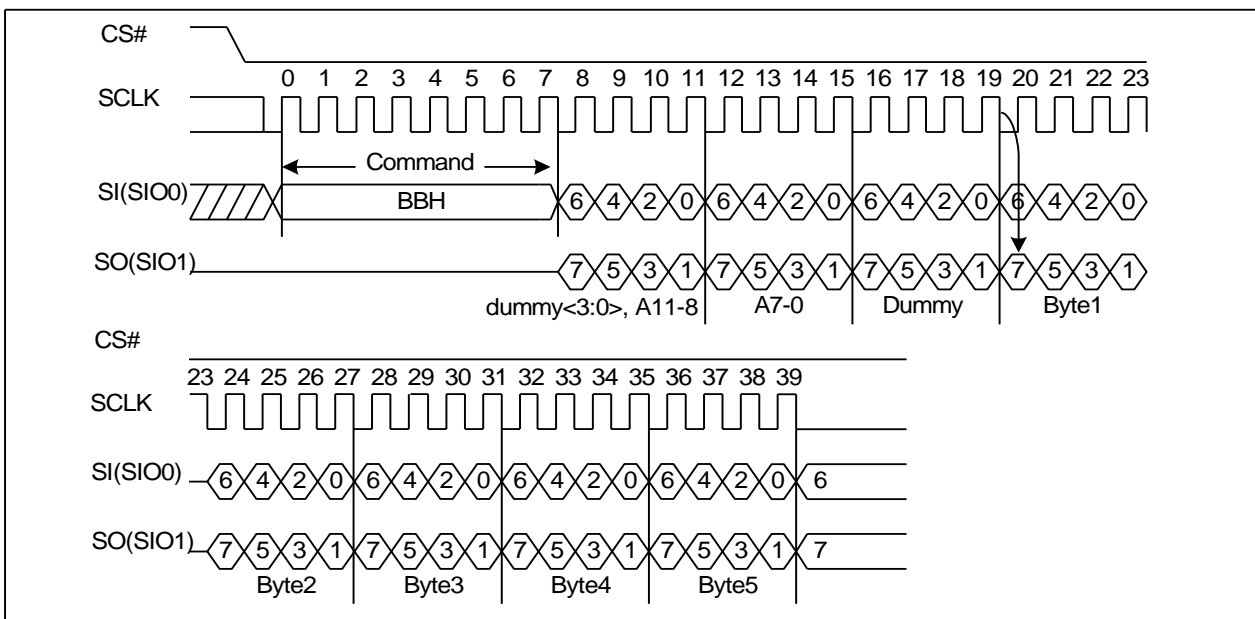 CS#
0 1 2 3 4 5 6 7 8 9 10 11 12 13 14 15 16 17 18 19 20 21 22 23
SCLK
Command
SI(SIO0) BBH 6 4 2 0 6 4 2 0 6 4 2 0 6 4 2 0
SO(SIO1) 7 5 3 1 7 5 3 1 7 5 3 1 7 5 3 1
dummy<3:0>, A11-8 A7-0 Dummy Byte1
CS#
23 24 25 26 27 28 29 30 31 32 33 34 35 36 37 38 39
SCLK
SI(SIO0) 6 4 2 0 6 4 2 0 6 4 2 0 6 4 2 0 6
SO(SIO1) 7 5 3 1 7 5 3 1 7 5 3 1 7 5 3 1 7
Byte2 Byte3 Byte4 Byte5